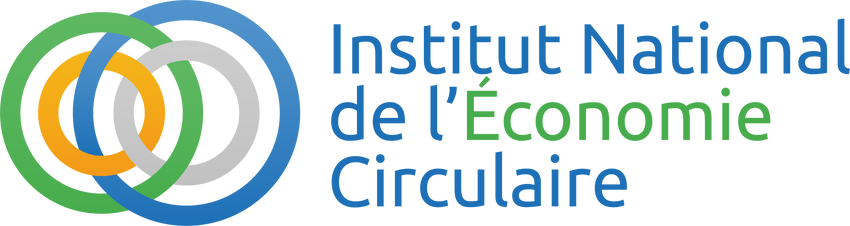 Institut National
de l’Économie
Circulaire